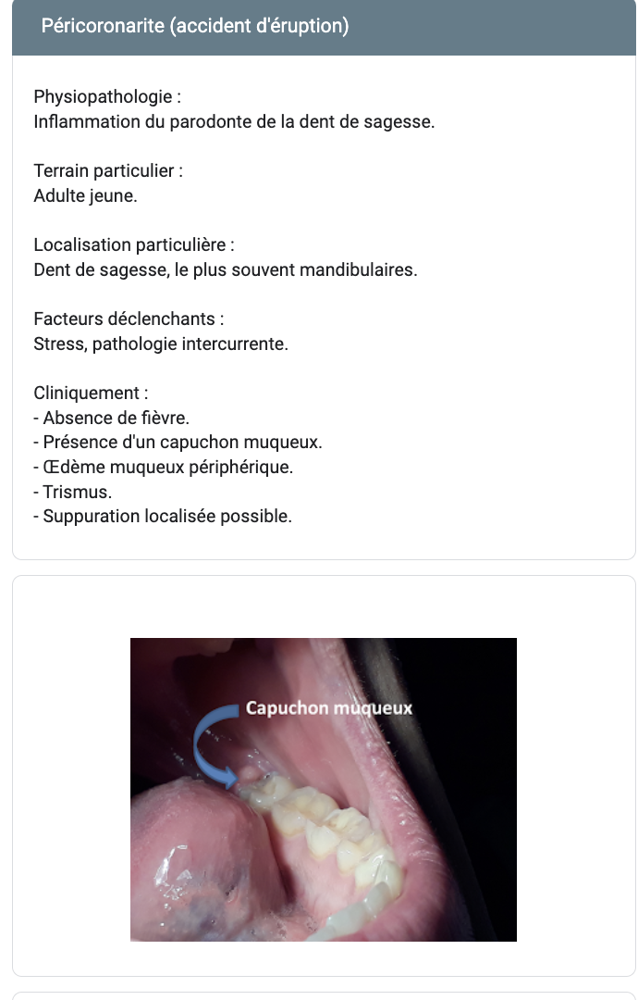 Péricoronarite (accident d'éruption)
Physiopathologie :
Inflammation du parodonte de la dent de sagesse.
Terrain particulier :
Adulte jeune.
Localisation particulière :
Dent de sagesse, le plus souvent mandibulaires.
Facteurs déclenchants :
Stress, pathologie intercurrente.
Cliniquement :
- Absence de fièvre.
- Présence d'un capuchon muqueux.
- Œdème muqueux périphérique.
- Trismus.
- Suppuration localisée possible.
Capuchon muqueux